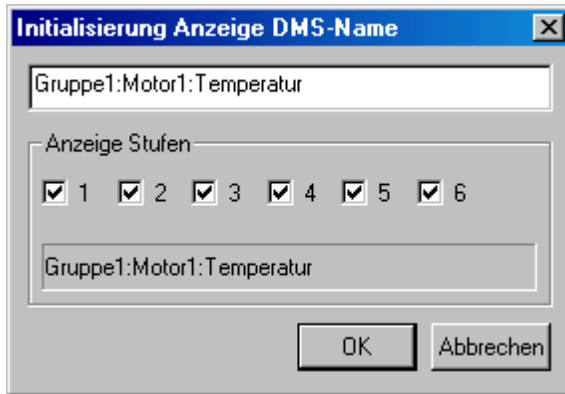 Initialisierung Anzeige DMS-Name
Gruppe1:Motor1:Temperatur
Anzeige Stufen
1 2 3 4 5 6
Gruppe1:Motor1:Temperatur
OK Abbrechen